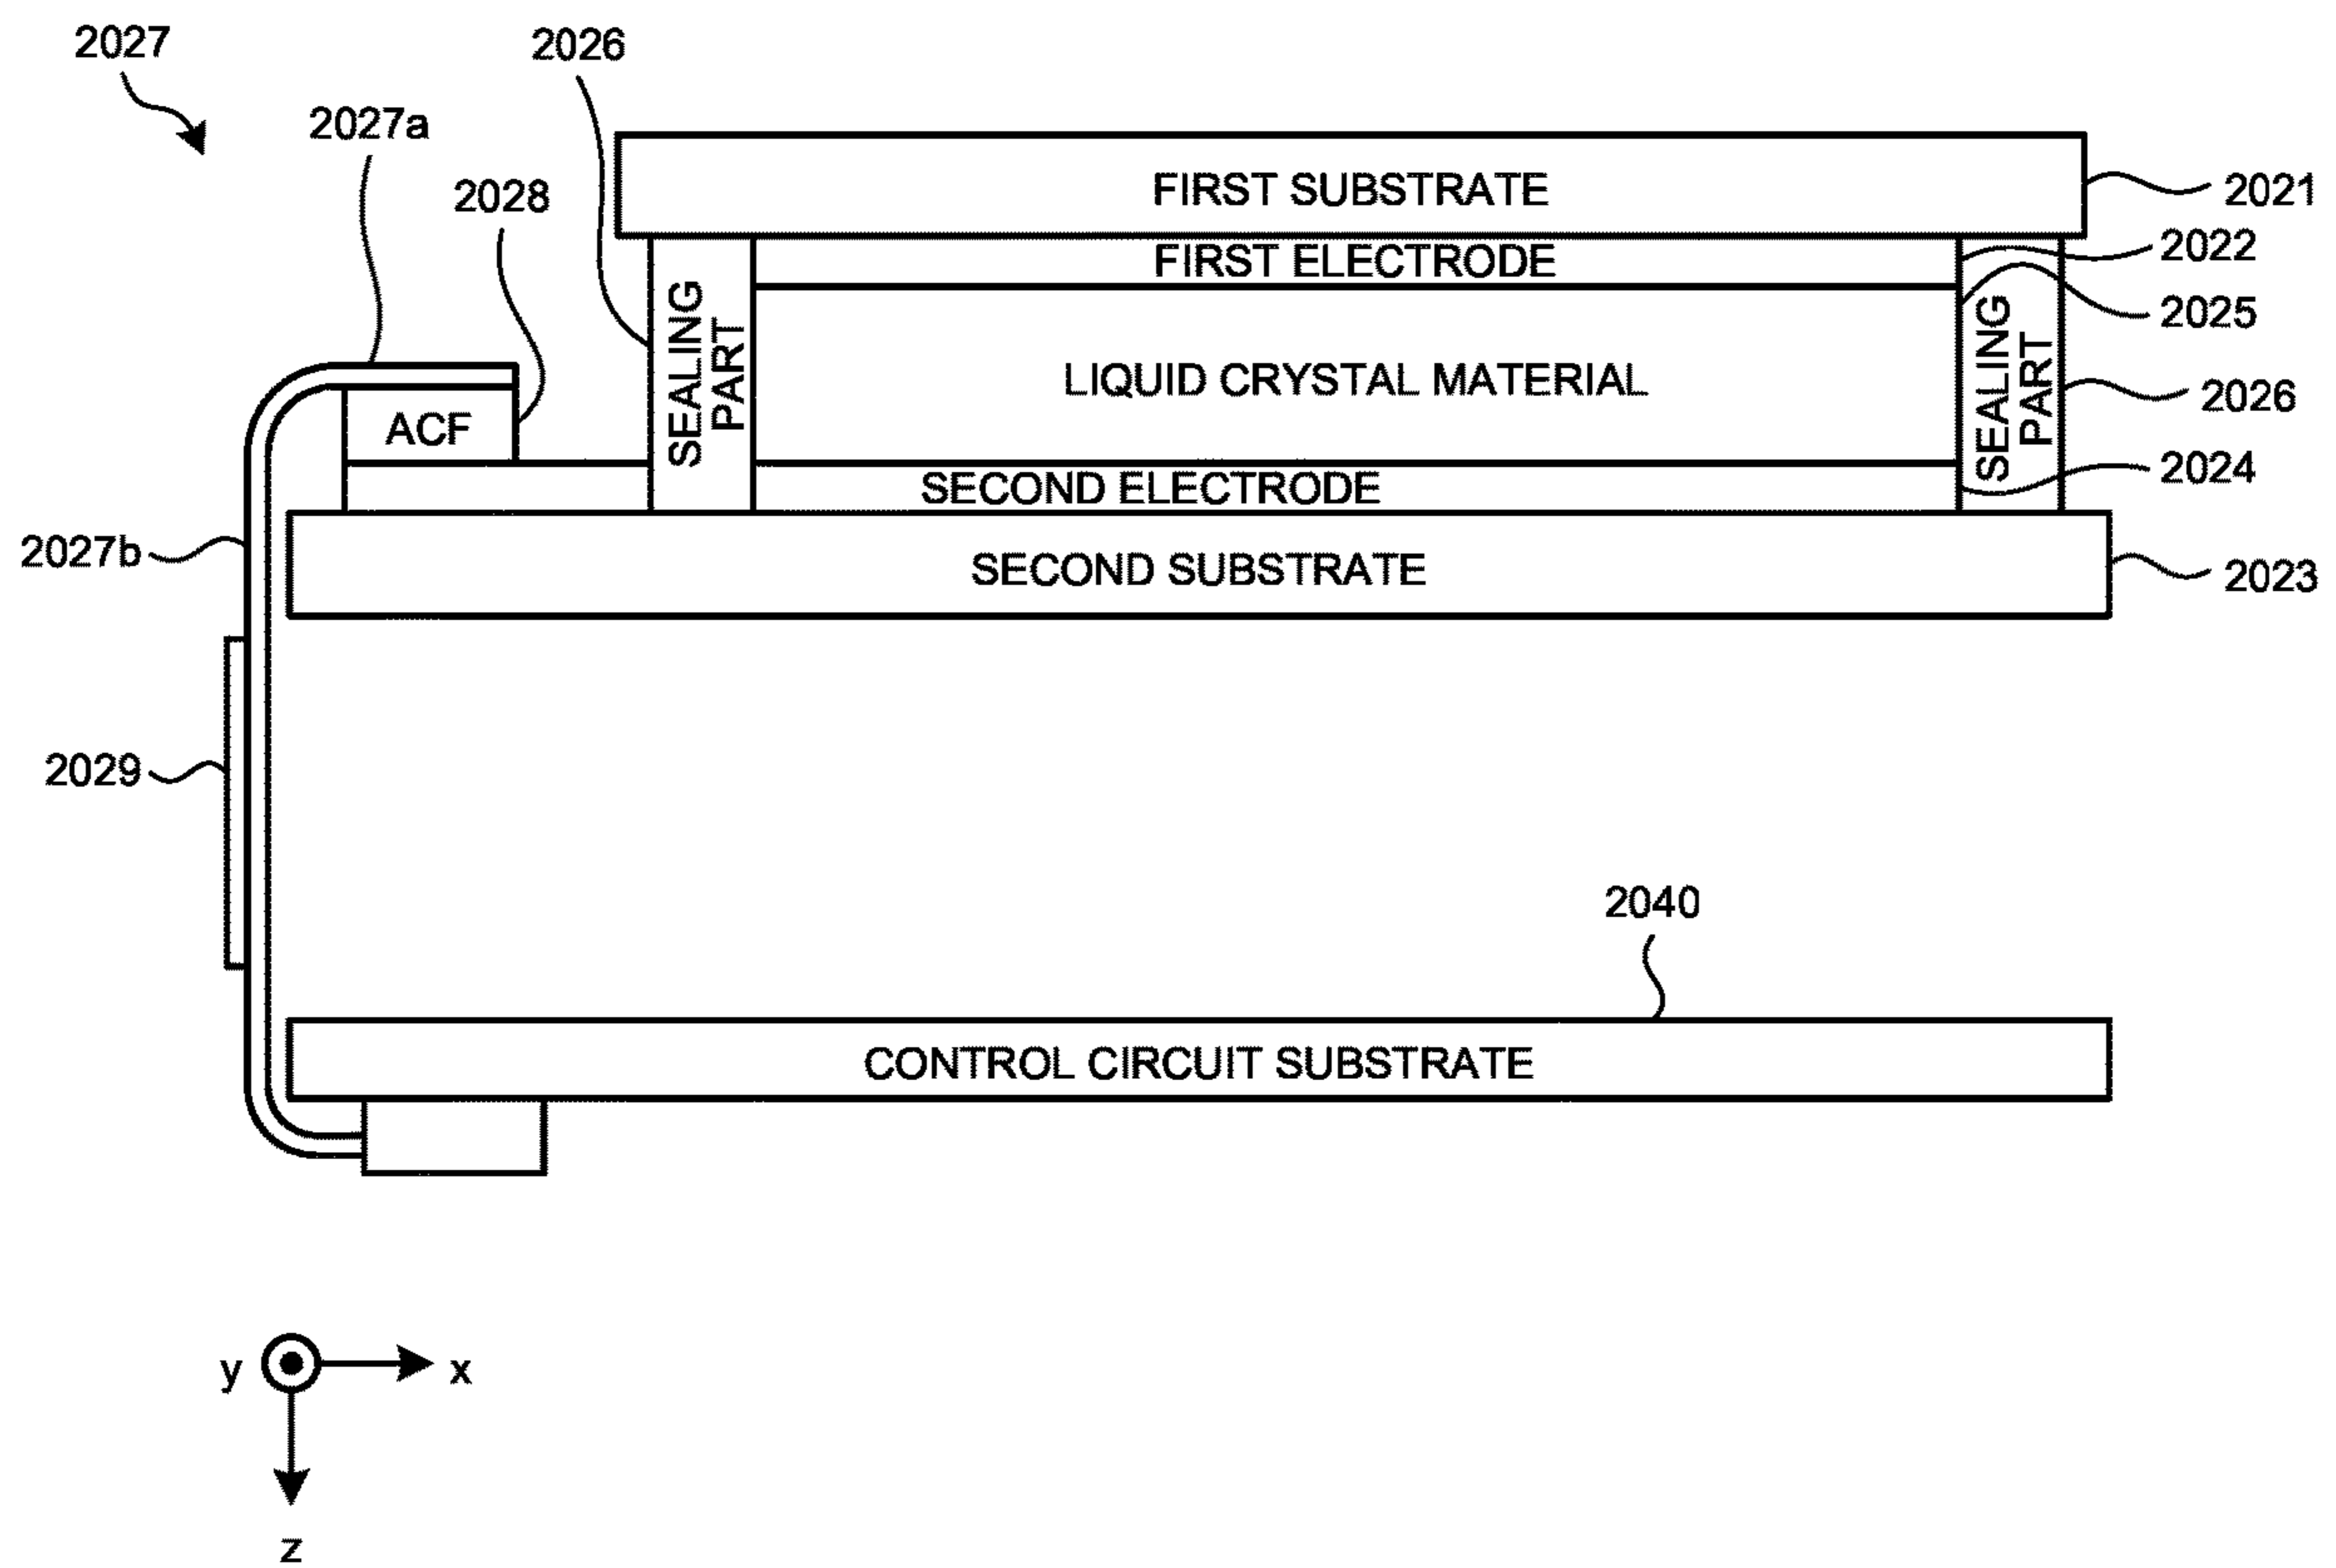 2027
2026
2027a
2028
FIRST SUBSTRATE
2021
FIRST ELECTRODE
2022
2025
SEALING
PART
LIQUID CRYSTAL MATERIAL
SEALING
PART
2026
ACF
2024
SECOND ELECTRODE
2027b
SECOND SUBSTRATE
2023
2029
2040
CONTROL CIRCUIT SUBSTRATE
y
x
z